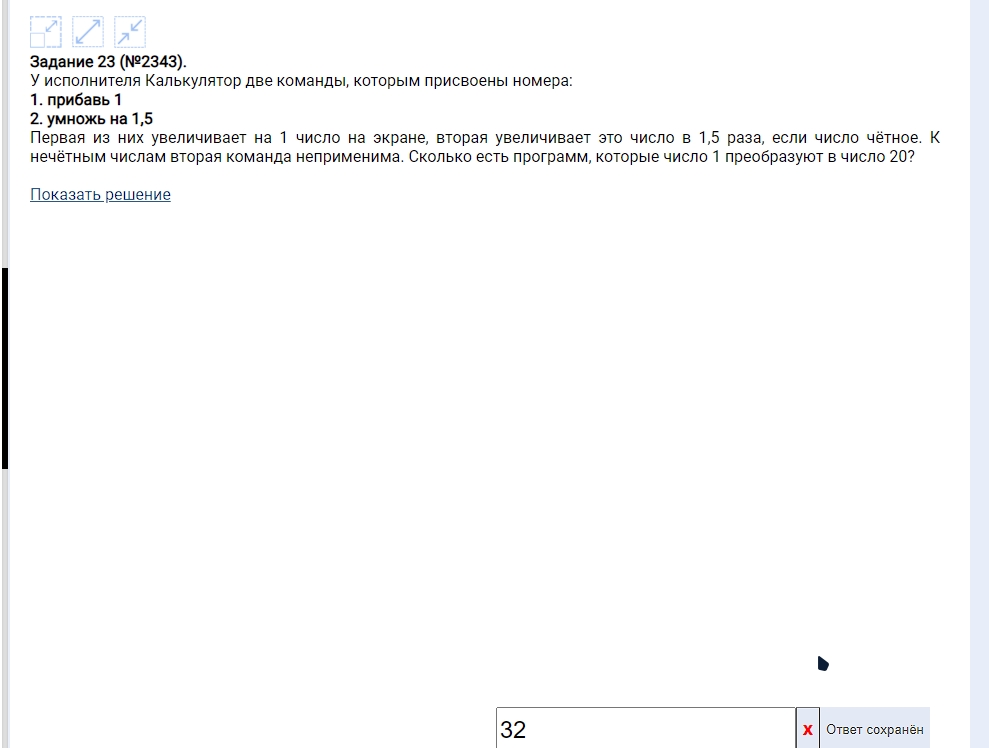 Задание 23 (№2343).
У исполнителя Калькулятор две команды, которым присвоены номера:
1. прибавь 1
2. умножь на 1,5
Первая из них увеличивает на 1 число на экране, вторая увеличивает это число в 1,5 раза, если число чётное. К
нечётным числам вторая команда неприменима. Сколько есть программ, которые число 1 преобразуют в число 20?
Показать решение
32 x Ответ сохранён